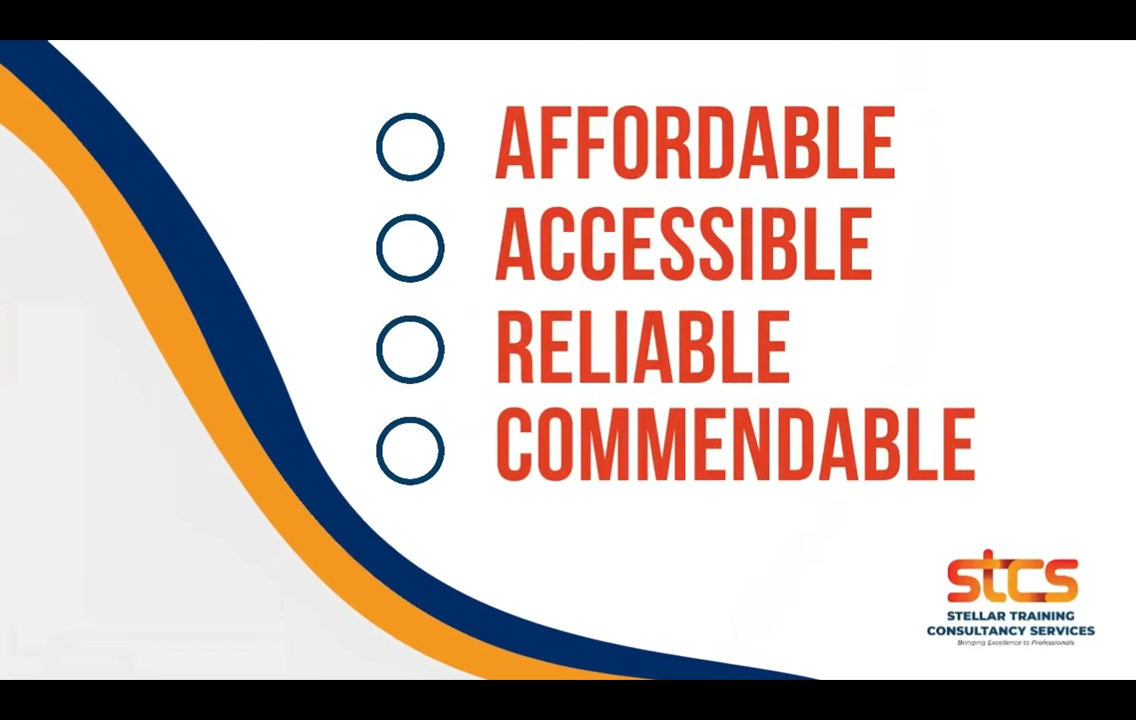 AFFORDABLE
ACCESSIBLE
RELIABLE
COMMENDABLE
stcs
STELLAR TRAINING
CONSULTANCY SERVICES
Bringing Excellence to Professionals